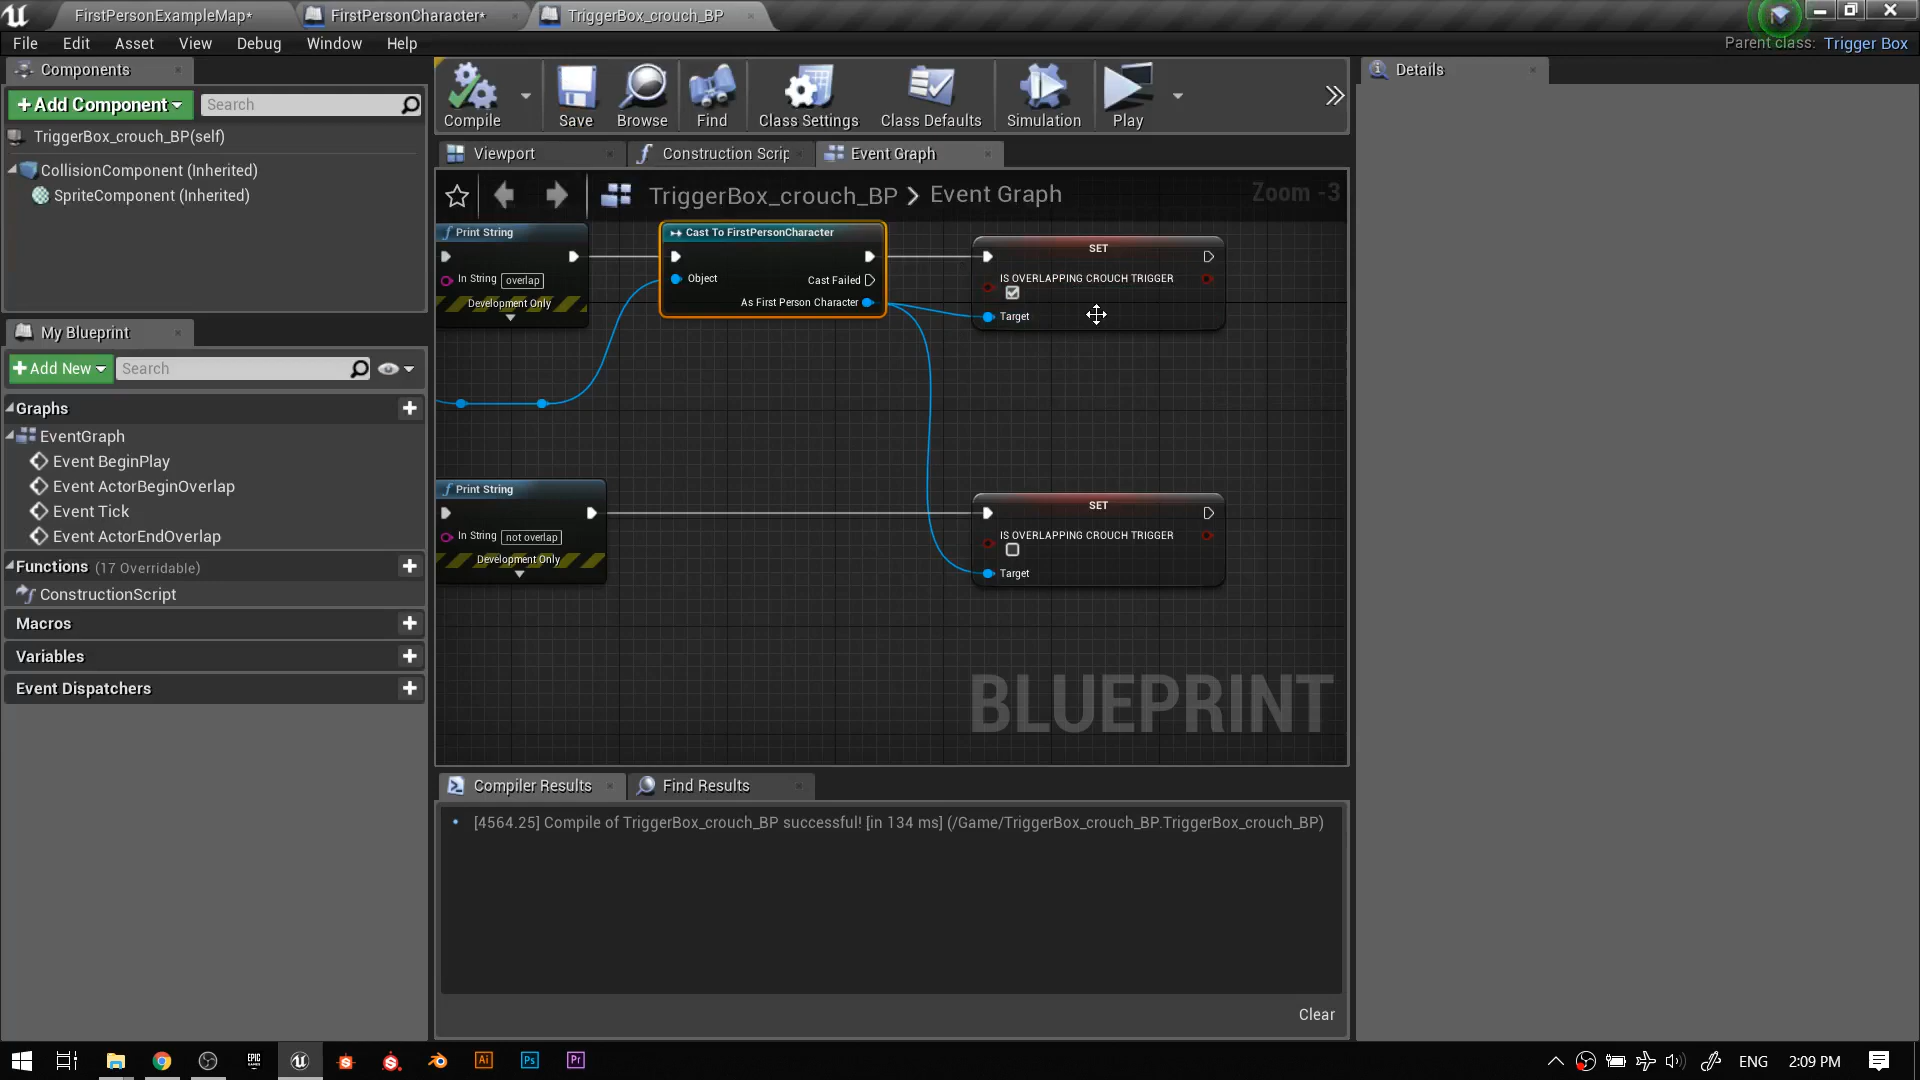 FirstPersonExampleMap*
FirstPersonCharacter*
TriggerBox_crouch_BP
File Edit Asset View Debug Window Help
Parent class: Trigger Box
Components
+Add Component
Search
TriggerBox_crouch_BP(self)
CollisionComponent (Inherited)
SpriteComponent (Inherited)
My Blueprint
+Add New
Search
Graphs
EventGraph
Event BeginPlay
Event ActorBeginOverlap
Event Tick
Event ActorEndOverlap
Functions (17 Overridable)
ConstructionScript
Macros
Variables
Event Dispatchers
Compile Save Browse Find Class Settings Class Defaults Simulation Play
Viewport
Construction Scrip
Event Graph
TriggerBox_crouch_BP > Event Graph
Zoom -3
Print String
In String overlap
Development Only
Cast To FirstPersonCharacter
Object
Cast Failed
As First Person Character
SET
IS OVERLAPPING CROUCH TRIGGER
Target
Print String
In String not overlap
Development Only
SET
IS OVERLAPPING CROUCH TRIGGER
Target
BLUEPRINT
Compiler Results
Find Results
[4564.25] Compile of TriggerBox_crouch_BP successful! [in 134 ms] (/Game/TriggerBox_crouch_BP.TriggerBox_crouch_BP)
Clear
Details
EPIC GAMES
Ai
Ps
Pr
ENG
2:09 PM